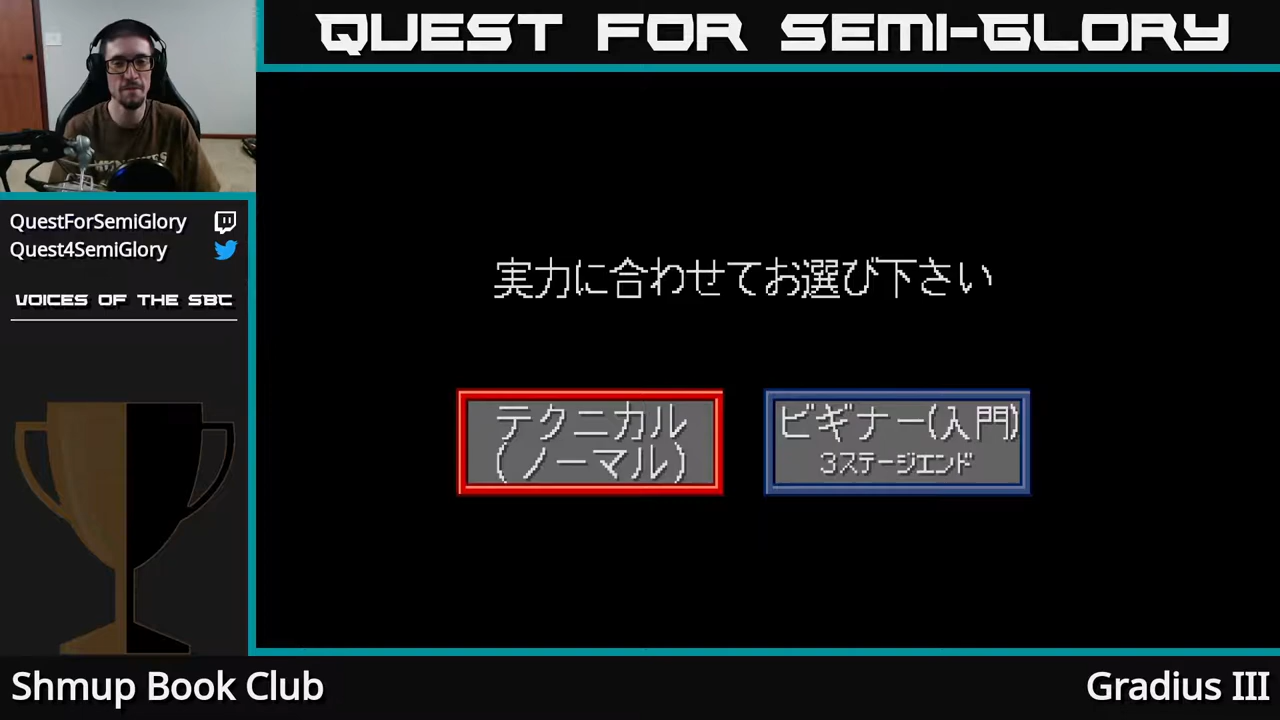 QUEST FOR SEMI-GLORY
QuestForSemiGlory
Quest4SemiGlory
VOICES OF THE SBC
実力に合わせてお選び下さい
テクニカル
(ノーマル)
ビギナー(入門)
3ステージエンド
Shmup Book Club
Gradius III